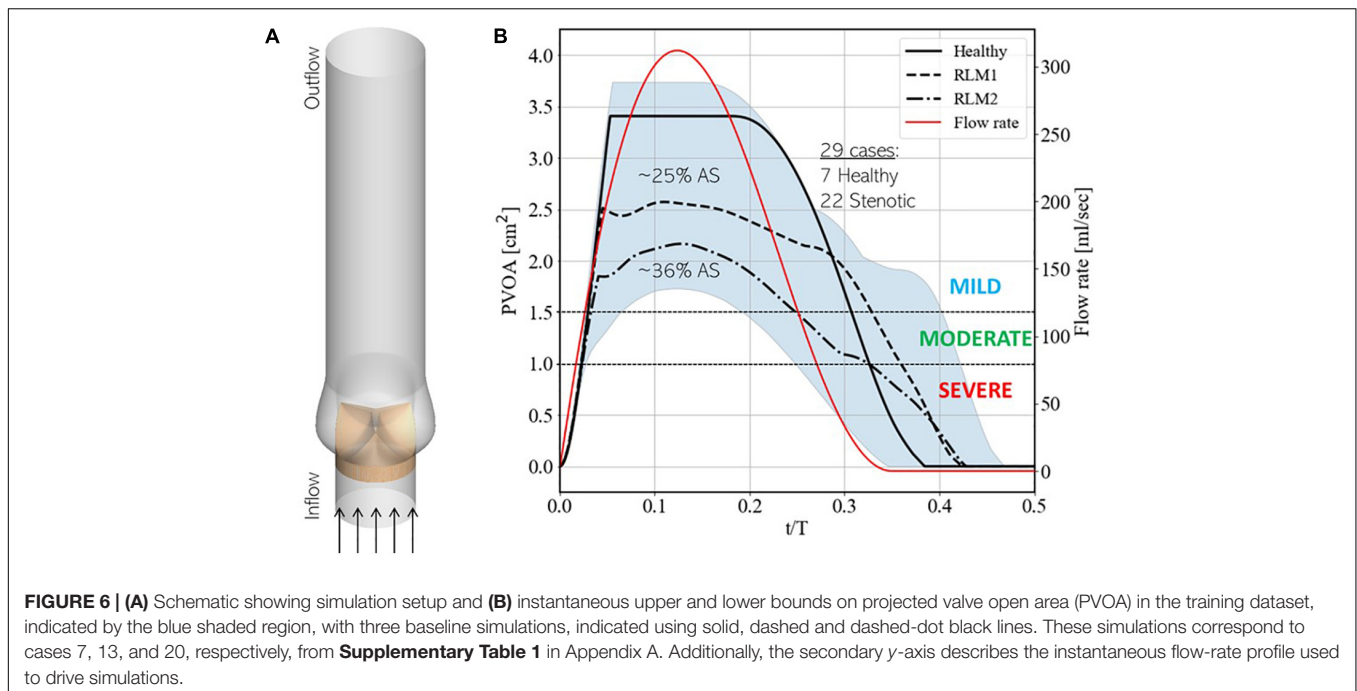 A
B
Outflow
Inflow
4.0
3.5
3.0
2.5
2.0
1.5
1.0
0.5
0.0
PVOA [cm²]
0.0 0.1 0.2 0.3 0.4 0.5
t/T
300
250
200
150
100
50
0
Flow rate [ml/sec]
Healthy
RLM1
RLM2
Flow rate
29 cases:
7 Healthy
22 Stenotic
~25% AS
~36% AS
MILD
MODERATE
SEVERE
FIGURE 6 | (A) Schematic showing simulation setup and (B) instantaneous upper and lower bounds on projected valve open area (PVOA) in the training dataset,
indicated by the blue shaded region, with three baseline simulations, indicated using solid, dashed and dashed-dot black lines. These simulations correspond to
cases 7, 13, and 20, respectively, from Supplementary Table 1 in Appendix A. Additionally, the secondary y-axis describes the instantaneous flow-rate profile used
to drive simulations.